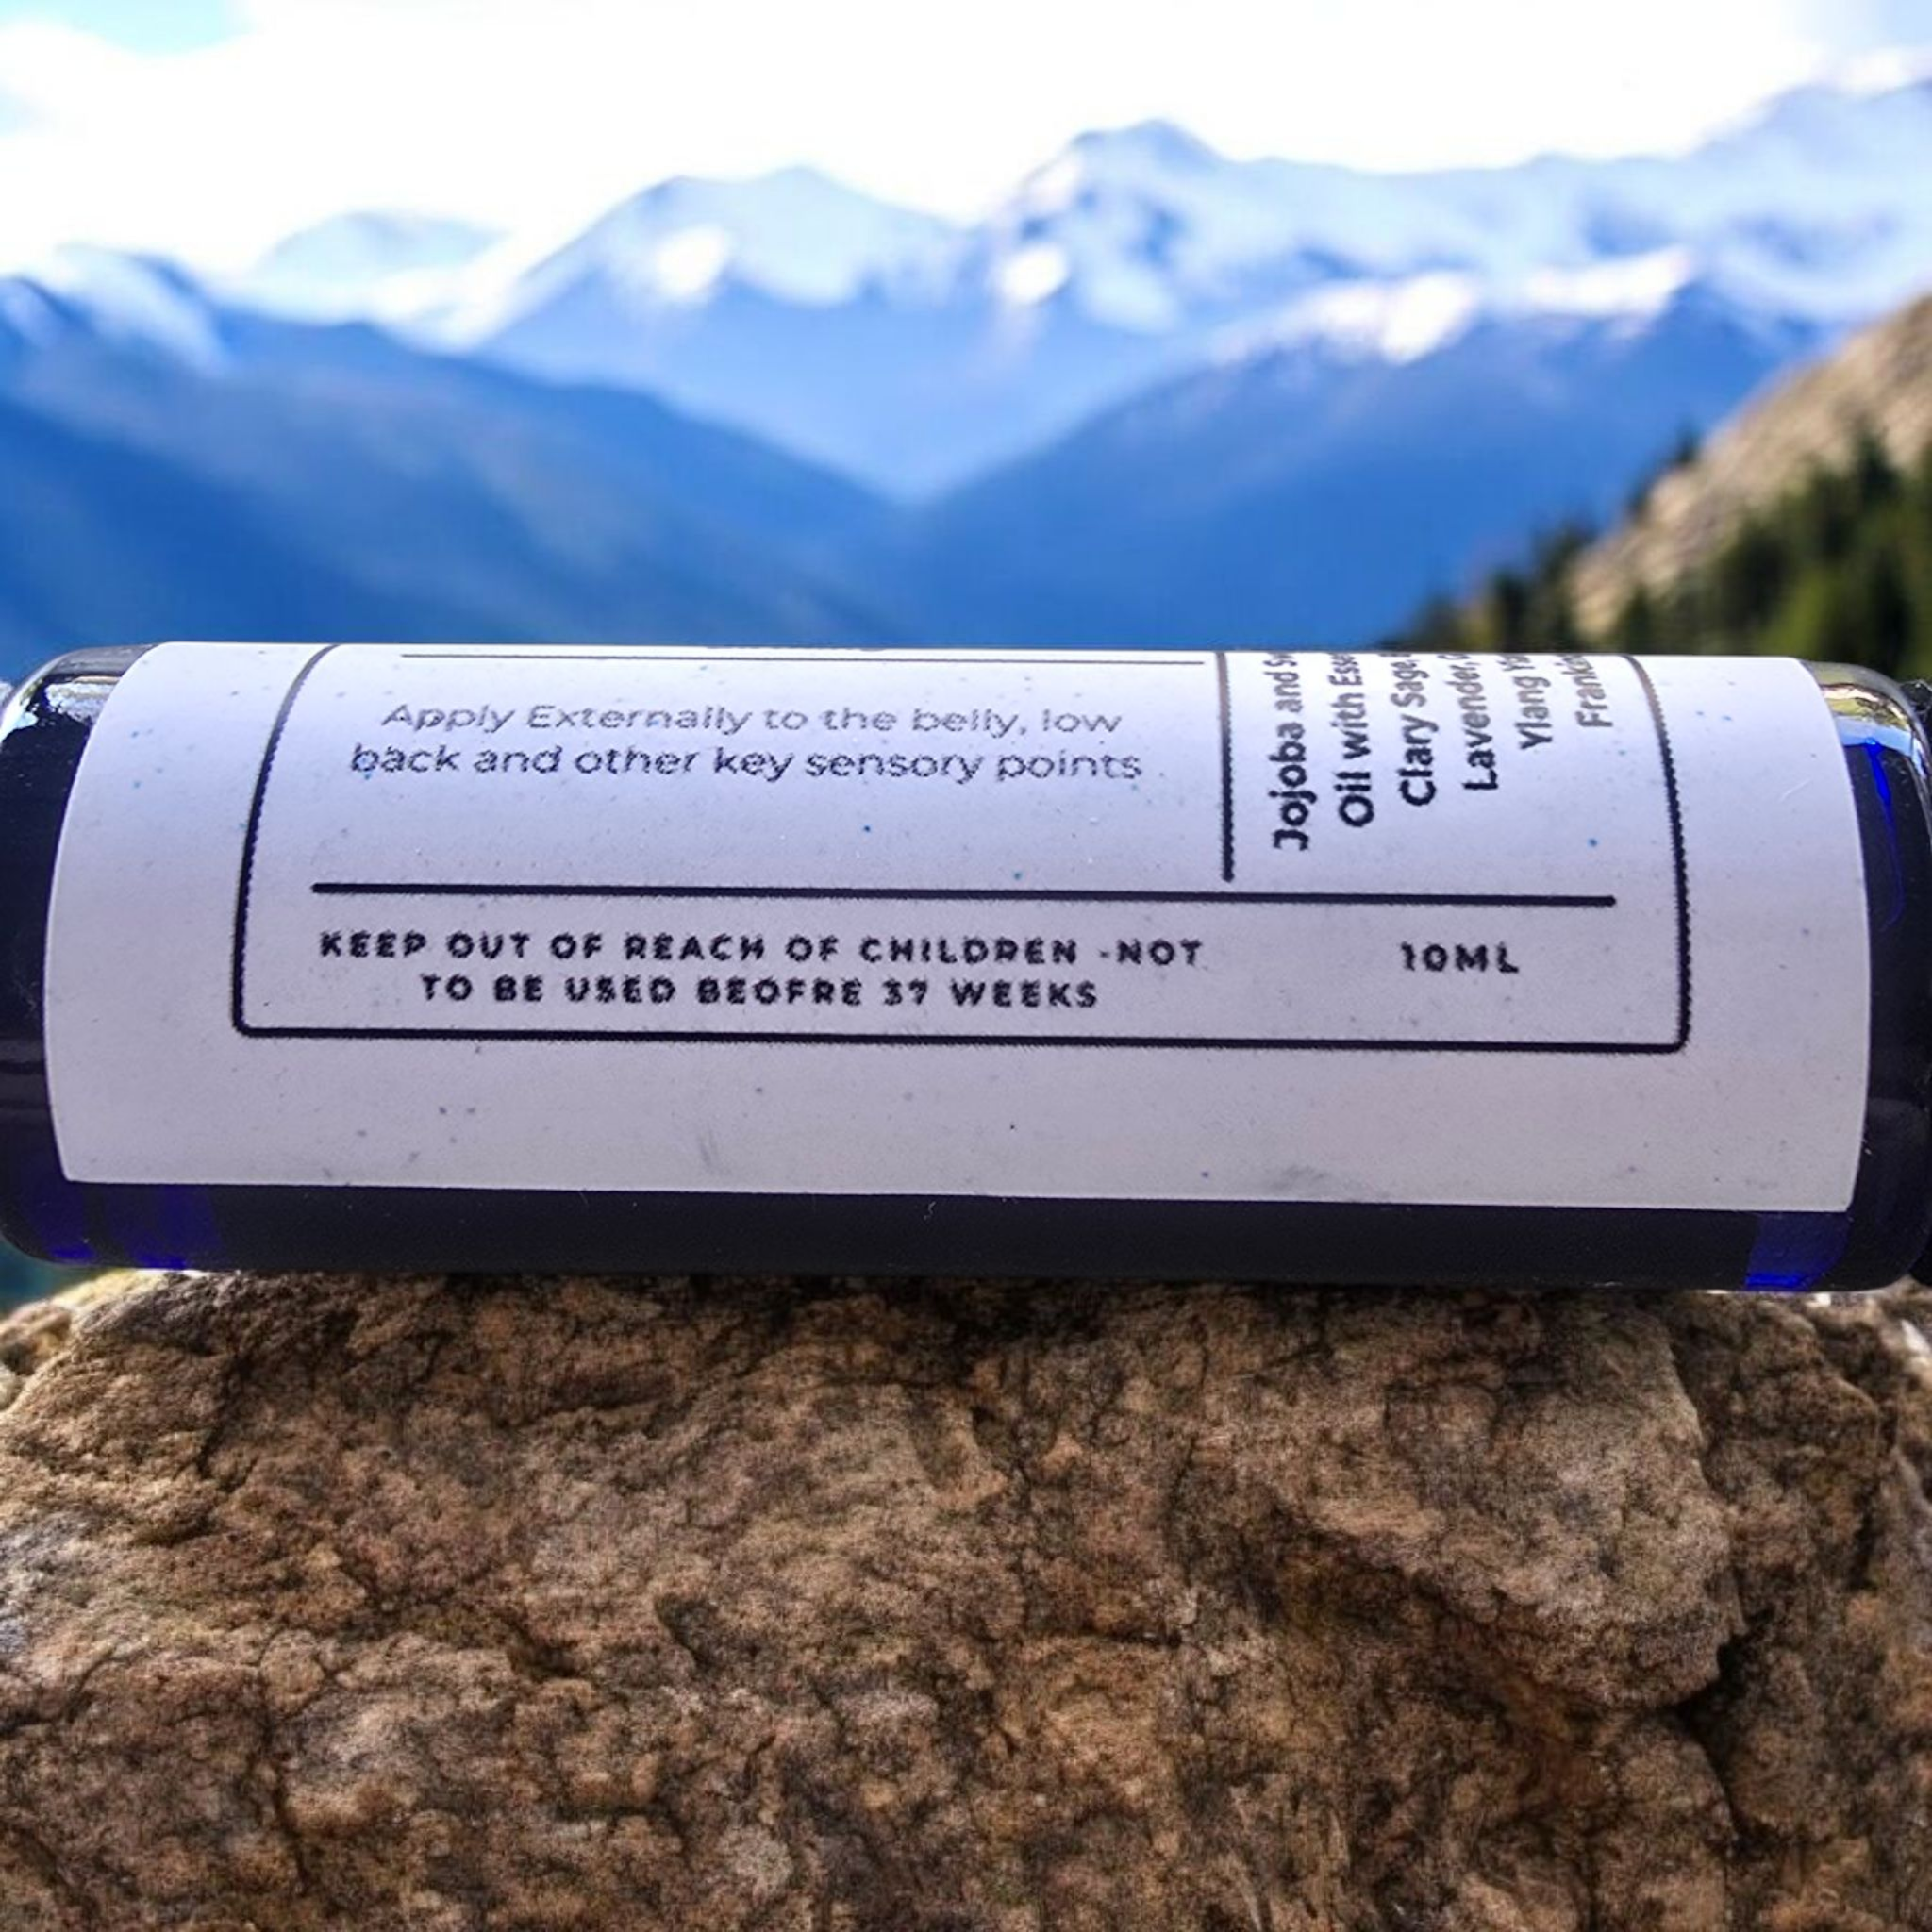 Apply Externally to the belly, low
back and other key sensory points
Jojoba and
Oil with
Clary Sage,
Lavender,
Ylang
KEEP OUT OF REACH OF CHILDREN -NOT
TO BE USED BEOFRE 37 WEEKS
10ML